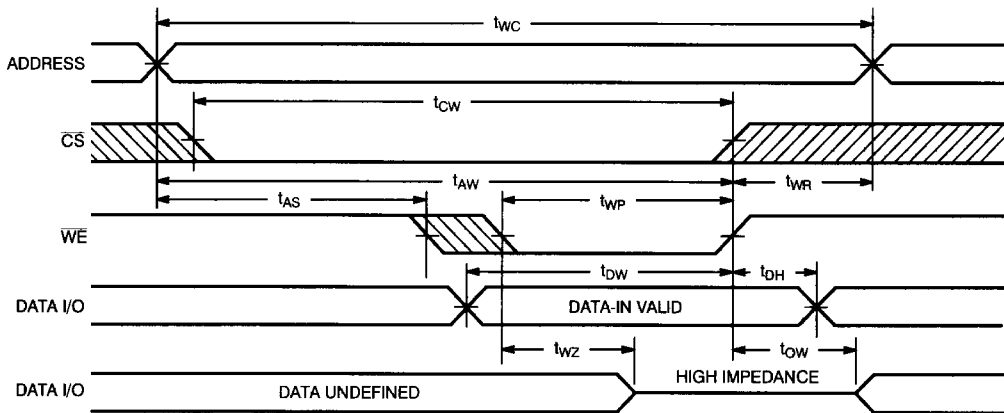 tWC
ADDRESS
tCW
CS
tAW
tWR
tAS
tWP
WE
tDW
tDH
DATA I/O
DATA-IN VALID
tWZ
tOW
HIGH IMPEDANCE
DATA I/O
DATA UNDEFINED